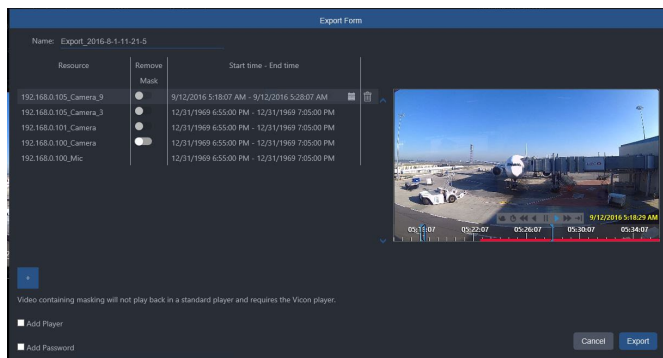 Export Form
Name: Export_2016-8-1-11-21-5
Resource Remove Mask Start time - End time
192.168.0.105_Camera_9 9/12/2016 5:18:07 AM - 9/12/2016 5:28:07 AM
192.168.0.105_Camera_3 12/31/1969 6:55:00 PM - 12/31/1969 7:05:00 PM
192.168.0.101_Camera 12/31/1969 6:55:00 PM - 12/31/1969 7:05:00 PM
192.168.0.100_Camera 12/31/1969 6:55:00 PM - 12/31/1969 7:05:00 PM
192.168.0.100_Mic 12/31/1969 6:55:00 PM - 12/31/1969 7:05:00 PM
9/12/2016 5:18:29 AM
05:22:07 05:26:07 05:30:07 05:34:07
+
Video containing masking will not play back in a standard player and requires the Vicon player.
Add Player
Add Password
Cancel Export